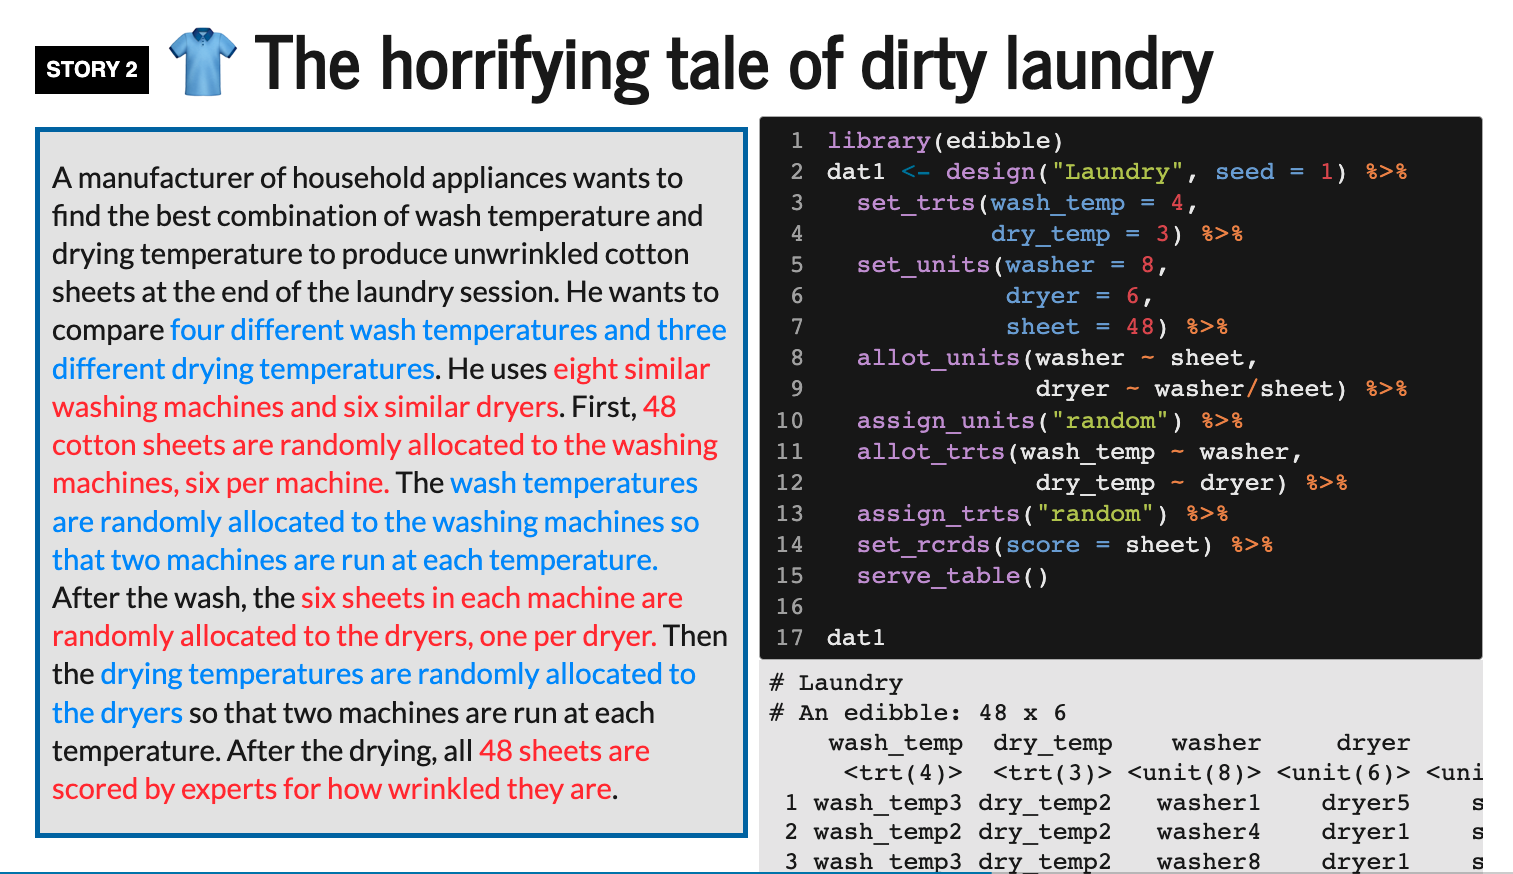 STORY 2 The horrifying tale of dirty laundry
A manufacturer of household appliances wants to
find the best combination of wash temperature and
drying temperature to produce unwrinkled cotton
sheets at the end of the laundry session. He wants to
compare four different wash temperatures and three
different drying temperatures. He uses eight similar
washing machines and six similar dryers. First, 48
cotton sheets are randomly allocated to the washing
machines, six per machine. The wash temperatures
are randomly allocated to the washing machines so
that two machines are run at each temperature.
After the wash, the six sheets in each machine are
randomly allocated to the dryers, one per dryer. Then
the drying temperatures are randomly allocated to
the dryers so that two machines are run at each
temperature. After the drying, all 48 sheets are
scored by experts for how wrinkled they are.
1 library(edibble)
2 dat1 <- design("Laundry", seed = 1) %>%
3   set_trts(wash_temp = 4,
4            dry_temp = 3) %>%
5   set_units(washer = 8,
6             dryer = 6,
7             sheet = 48) %>%
8   allot_units(washer ~ sheet,
9               dryer ~ washer/sheet) %>%
10   assign_units("random") %>%
11   allot_trts(wash_temp ~ washer,
12               dry_temp ~ dryer) %>%
13   assign_trts("random") %>%
14   set_rcrds(score = sheet) %>%
15   serve_table()
16
17 dat1
# Laundry
# An edibble: 48 x 6
wash_temp dry_temp washer dryer
<trt(4)> <trt(3)> <unit(8)> <unit(6)> <uni
1 wash_temp3 dry_temp2 washer1 dryer5 s
2 wash_temp2 dry_temp2 washer4 dryer1 s
3 wash_temp3 dry_temp2 washer8 dryer1 s